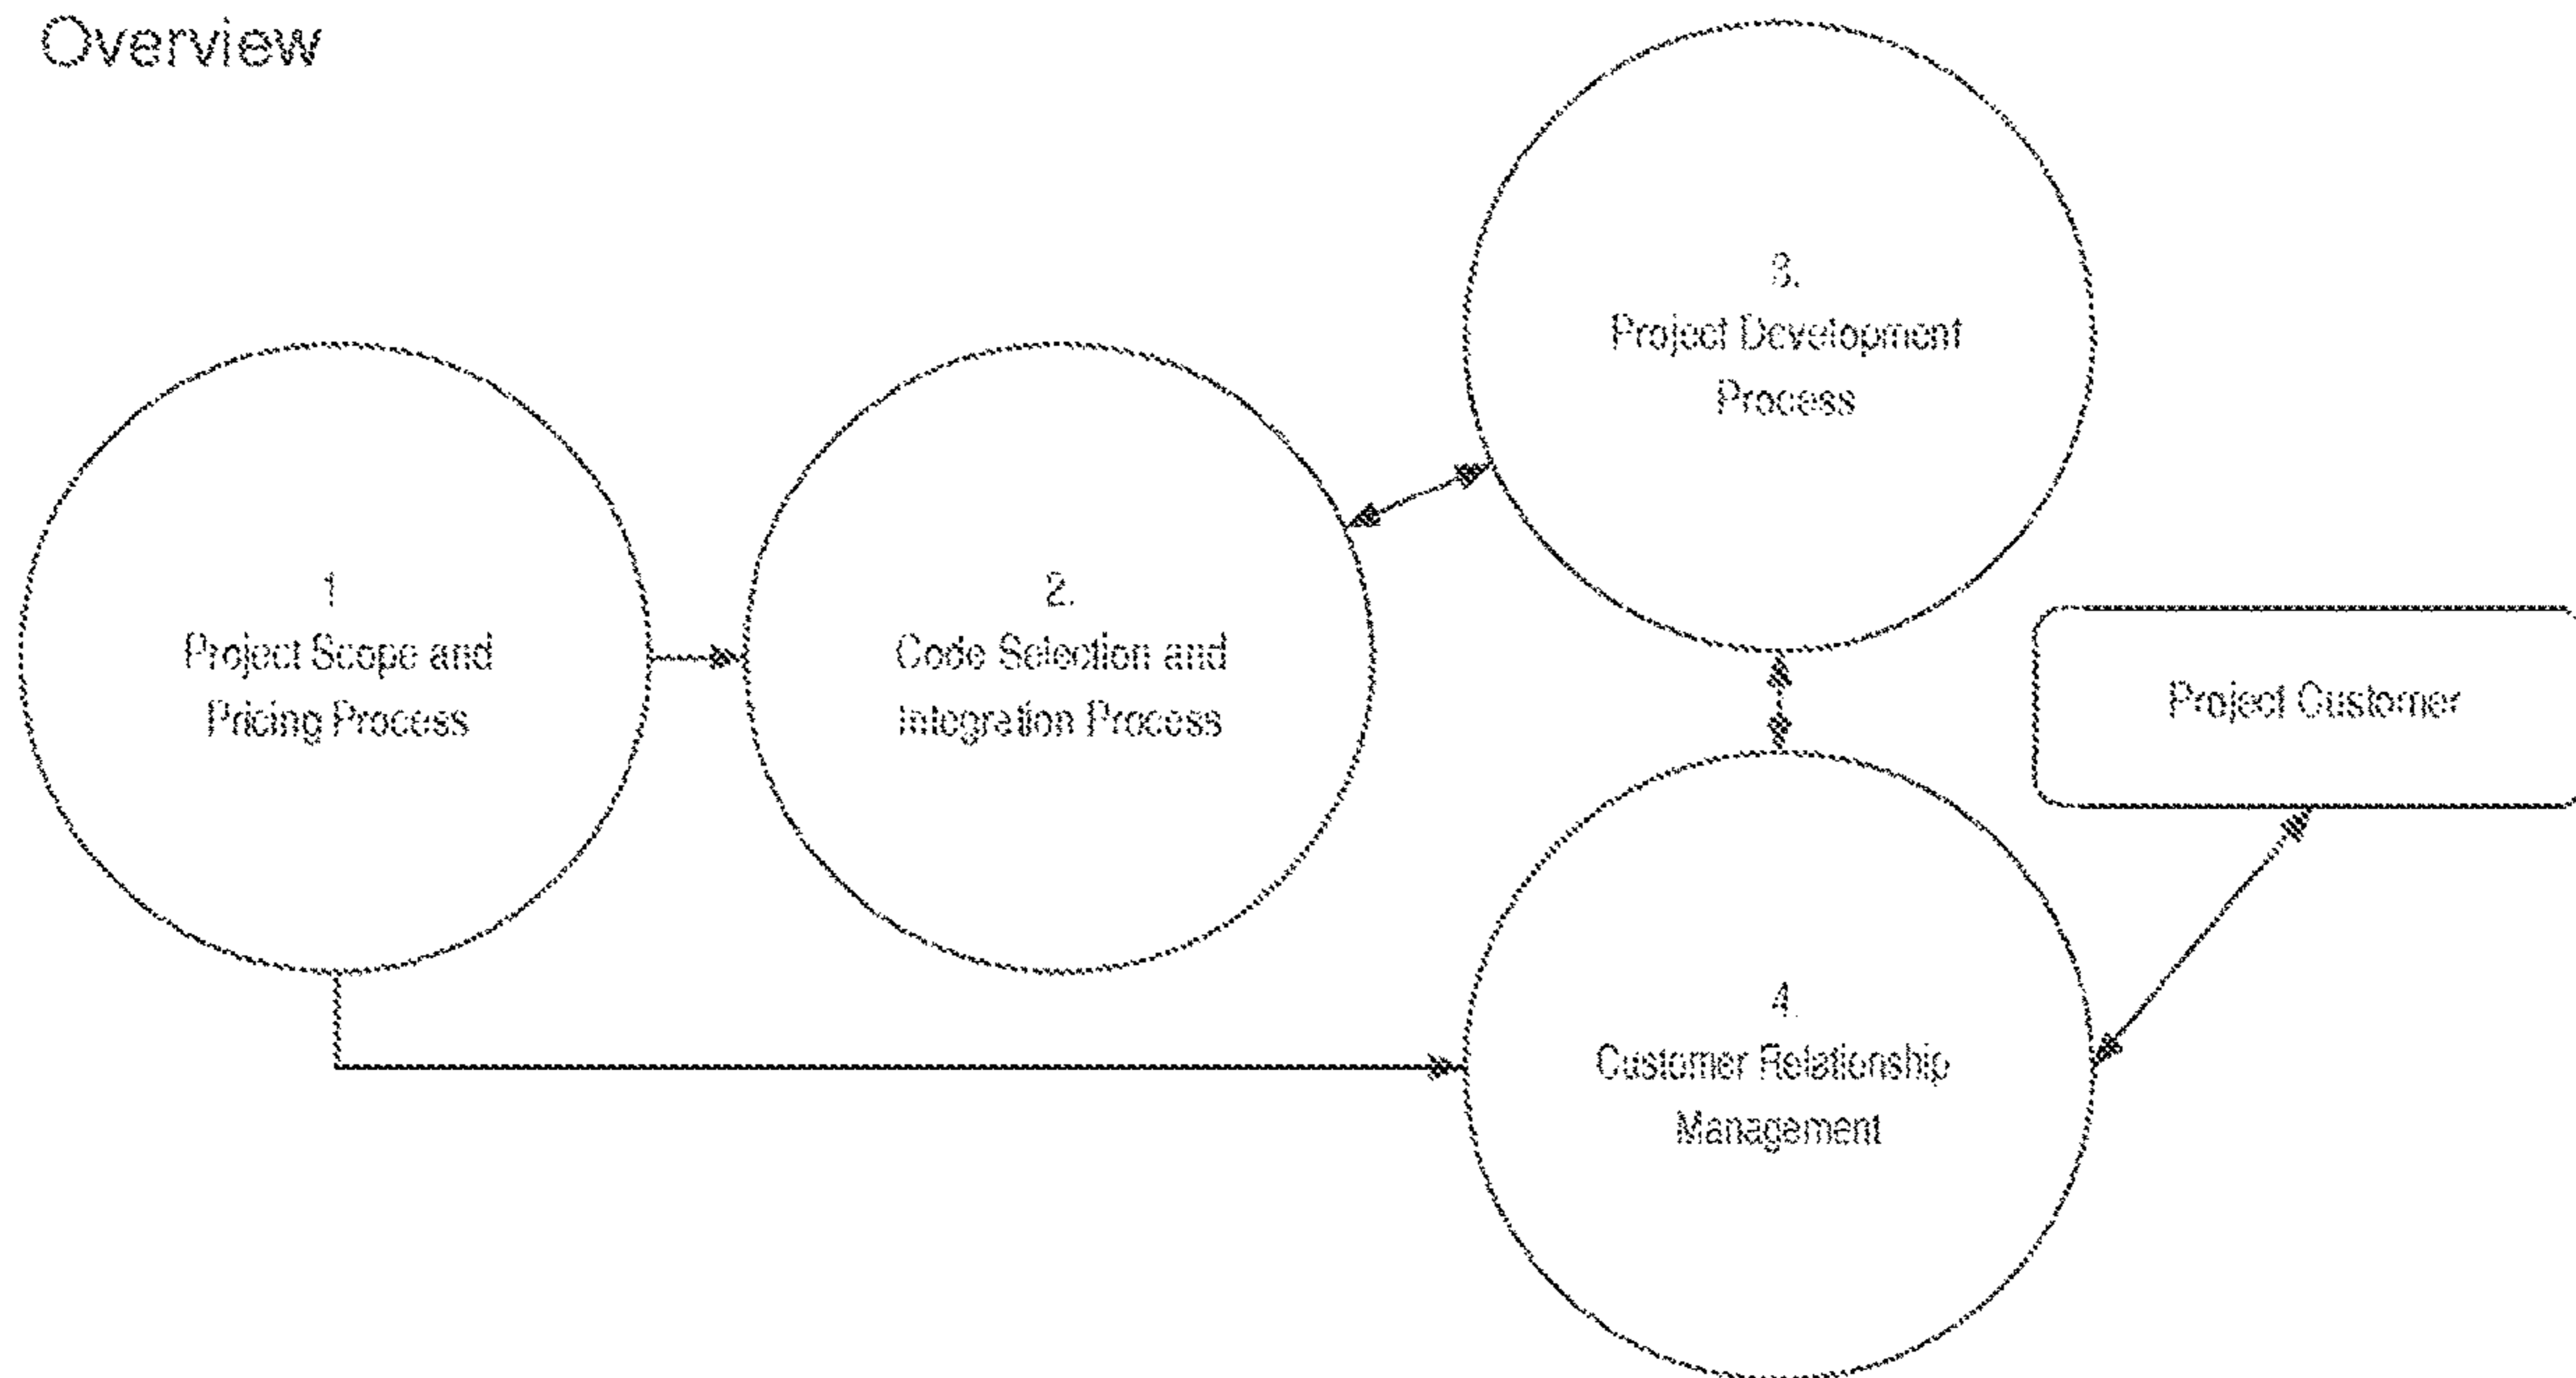 Overview
3.
Project Development
Process
1
Project Scope and
Pricing Process
2.
Code Selection and
Integration Process
Project Customer
4.
Customer Relationship
Management